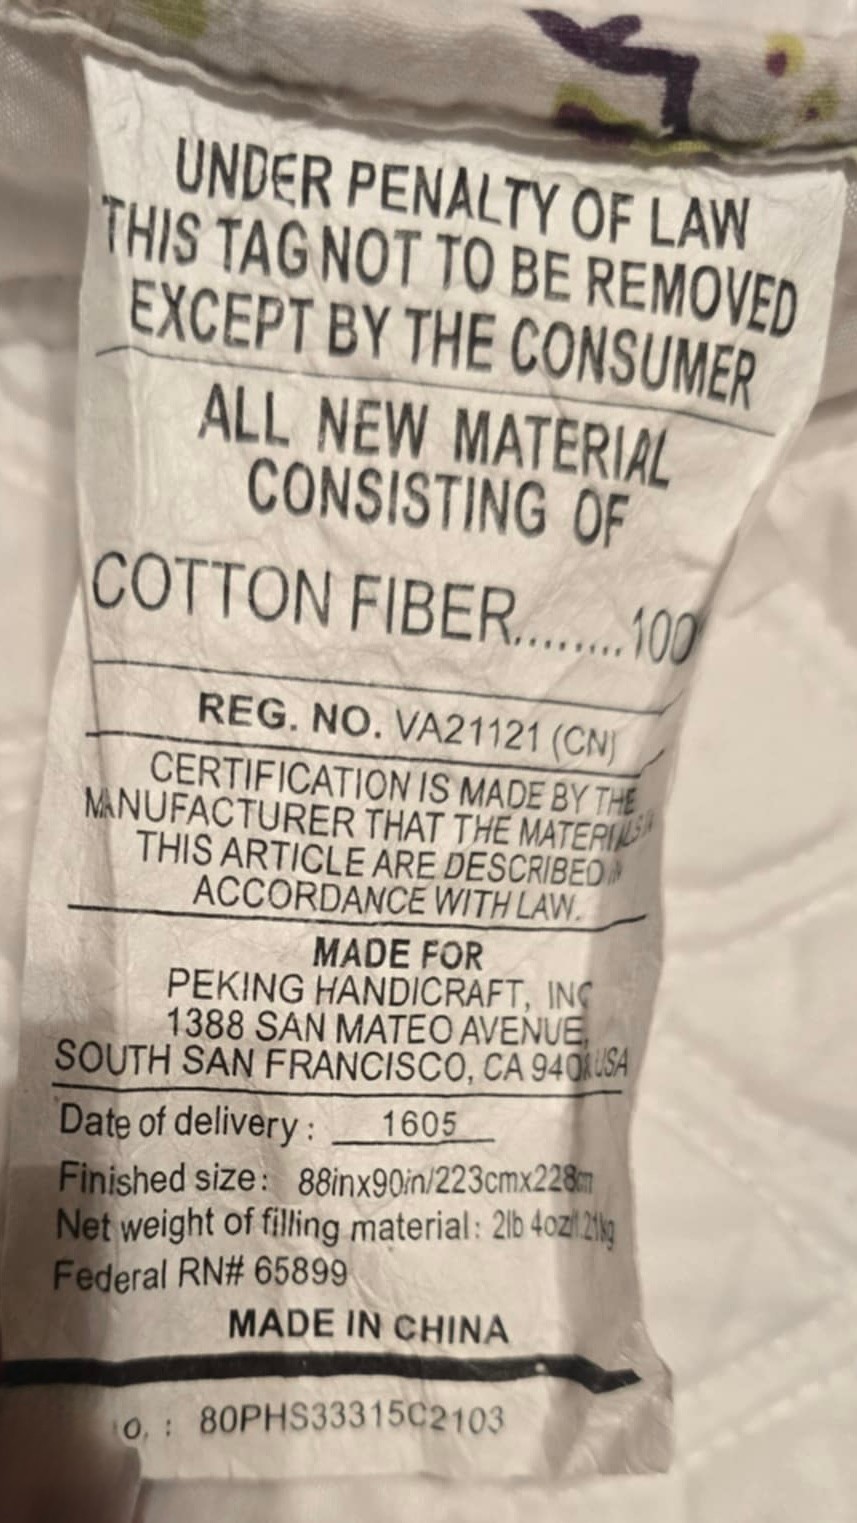 UNDER PENALTY OF LAW
THIS TAG NOT TO BE REMOVED
EXCEPT BY THE CONSUMER
ALL NEW MATERIAL
CONSISTING OF
COTTON FIBER........100
REG. NO. VA21121 (CN)
CERTIFICATION IS MADE BY THE
MANUFACTURER THAT THE MATERIALS IN
THIS ARTICLE ARE DESCRIBED IN
ACCORDANCE WITH LAW.
MADE FOR
PEKING HANDICRAFT, INC
1388 SAN MATEO AVENUE,
SOUTH SAN FRANCISCO, CA USA
Date of delivery: 1605
Finished size: 88inx90in/223cmx228cm
Net weight of filling material: 2lb 4oz
Federal RN# 65899
MADE IN CHINA
o. : 80PHS33315C2103